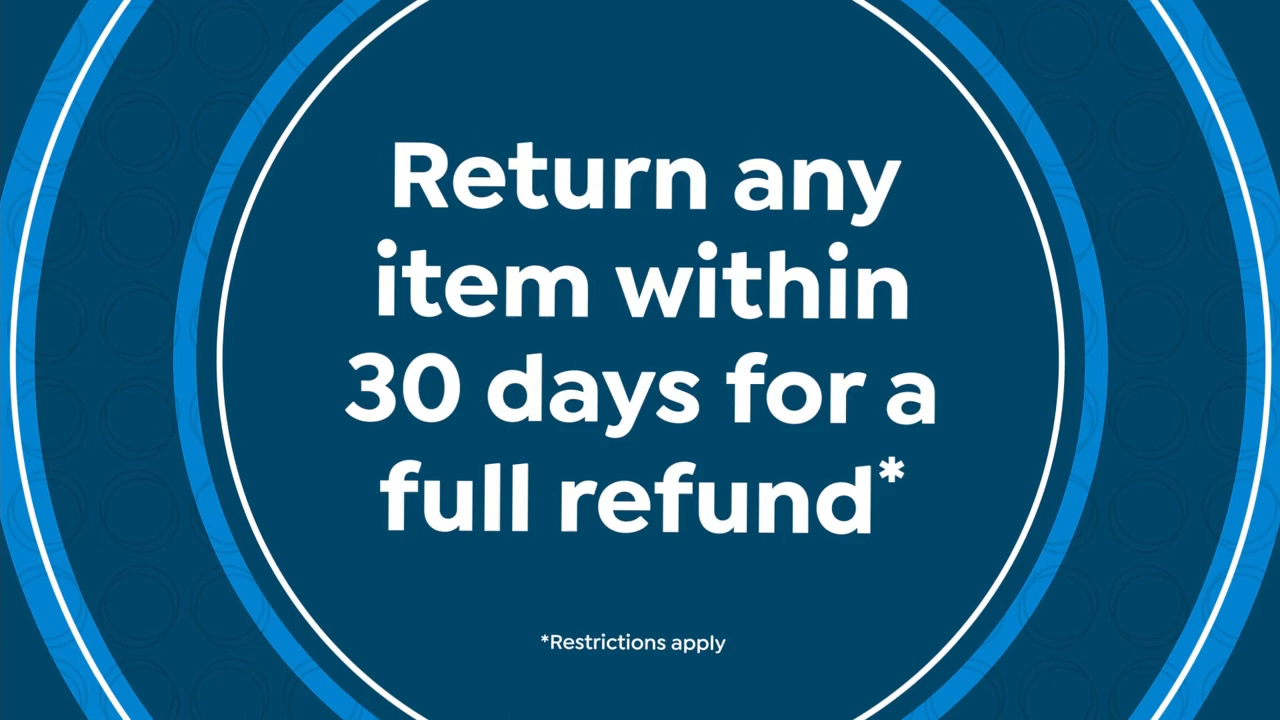 Return any
item within
30 days for a
full refund*
*Restrictions apply